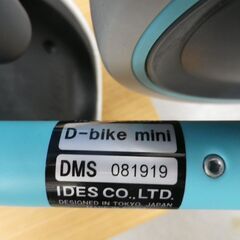 D-bike mini
DMS 081919
IDES CO., LTD.
DESIGNED IN TOKYO, JAPAN